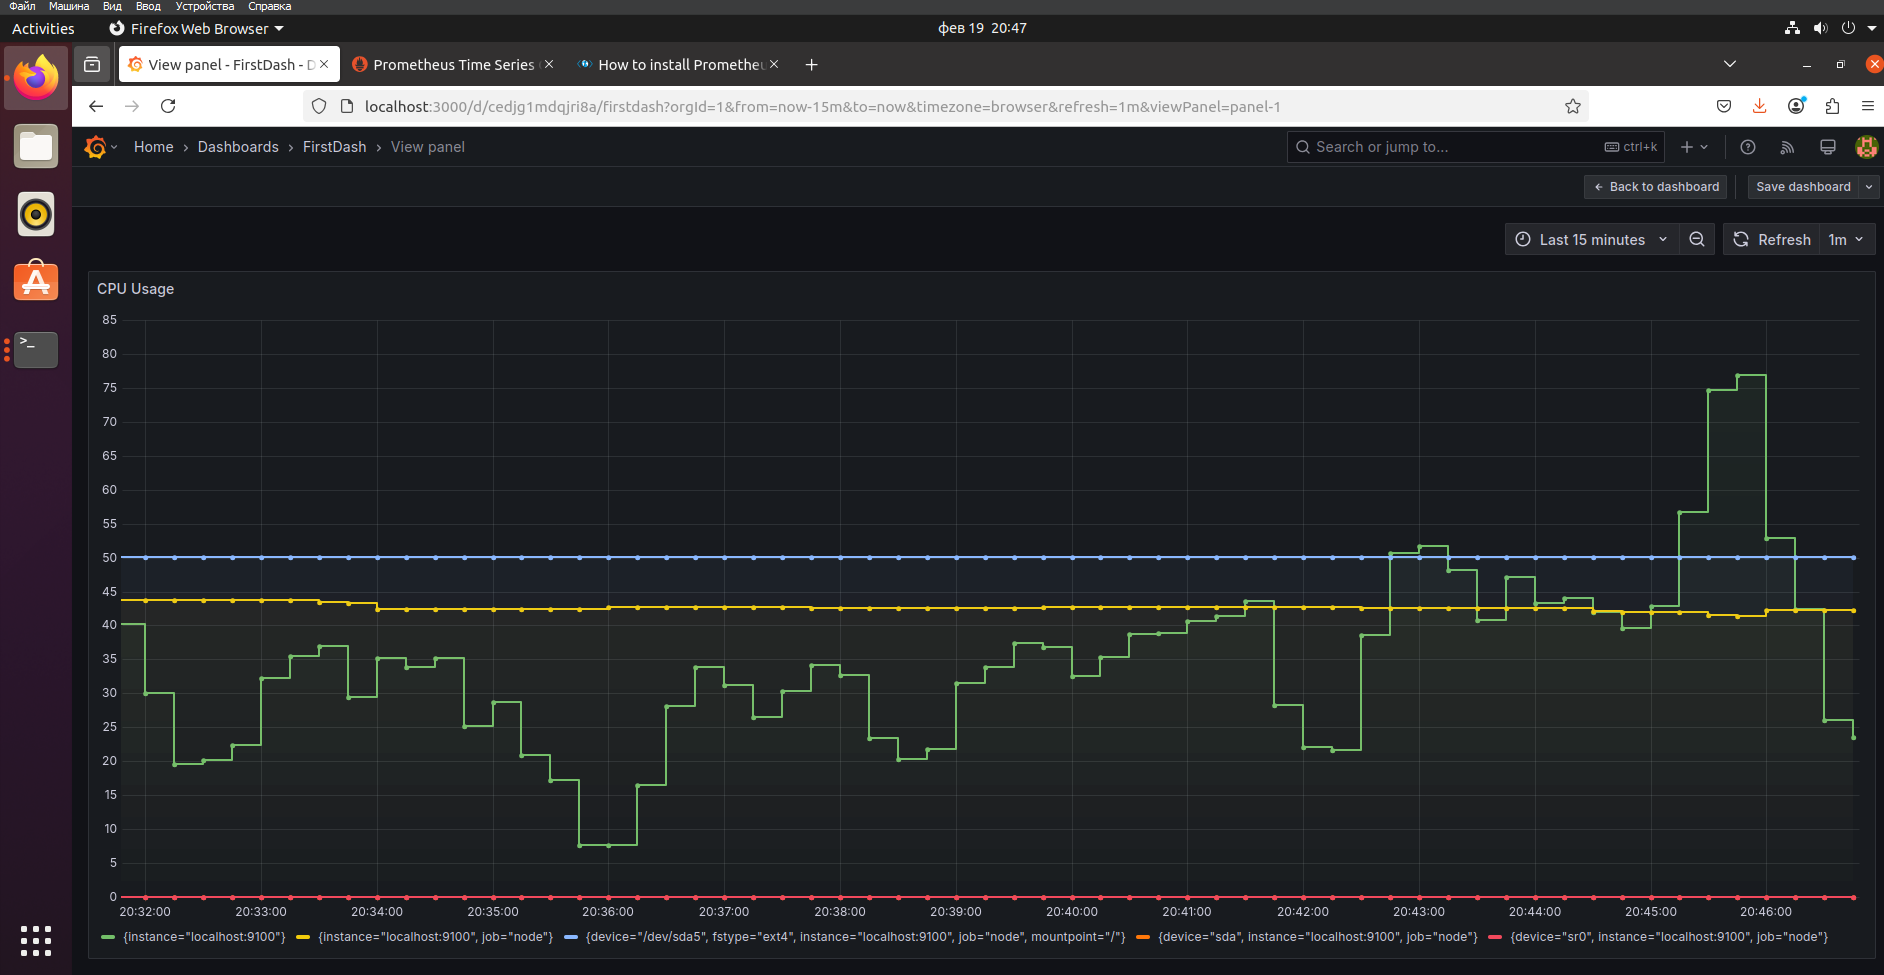 Файл Машина Вид Ввод Устройства Справка
Activities Firefox Web Browser фев 19 20:47
View panel - FirstDash - D Prometheus Time Series How to install Prometheu
localhost:3000/d/cedjg1mdqjri8a/firstdash?orgId=1&from=now-15m&to=now&timezone=browser&refresh=1m&viewPanel=panel-1
Home › Dashboards › FirstDash › View panel Search or jump to... ctrl+k
Back to dashboard Save dashboard
Last 15 minutes Refresh 1m
CPU Usage
85
80
75
70
65
60
55
50
45
40
35
30
25
20
15
10
5
0
20:32:00 20:33:00 20:34:00 20:35:00 20:36:00 20:37:00 20:38:00 20:39:00 20:40:00 20:41:00 20:42:00 20:43:00 20:44:00 20:45:00 20:46:00
{instance="localhost:9100"} {instance="localhost:9100", job="node"} {device="/dev/sda5", fstype="ext4", instance="localhost:9100", job="node", mountpoint="/"} {device="sda", instance="localhost:9100", job="node"} {device="sr0", instance="localhost:9100", job="node"}